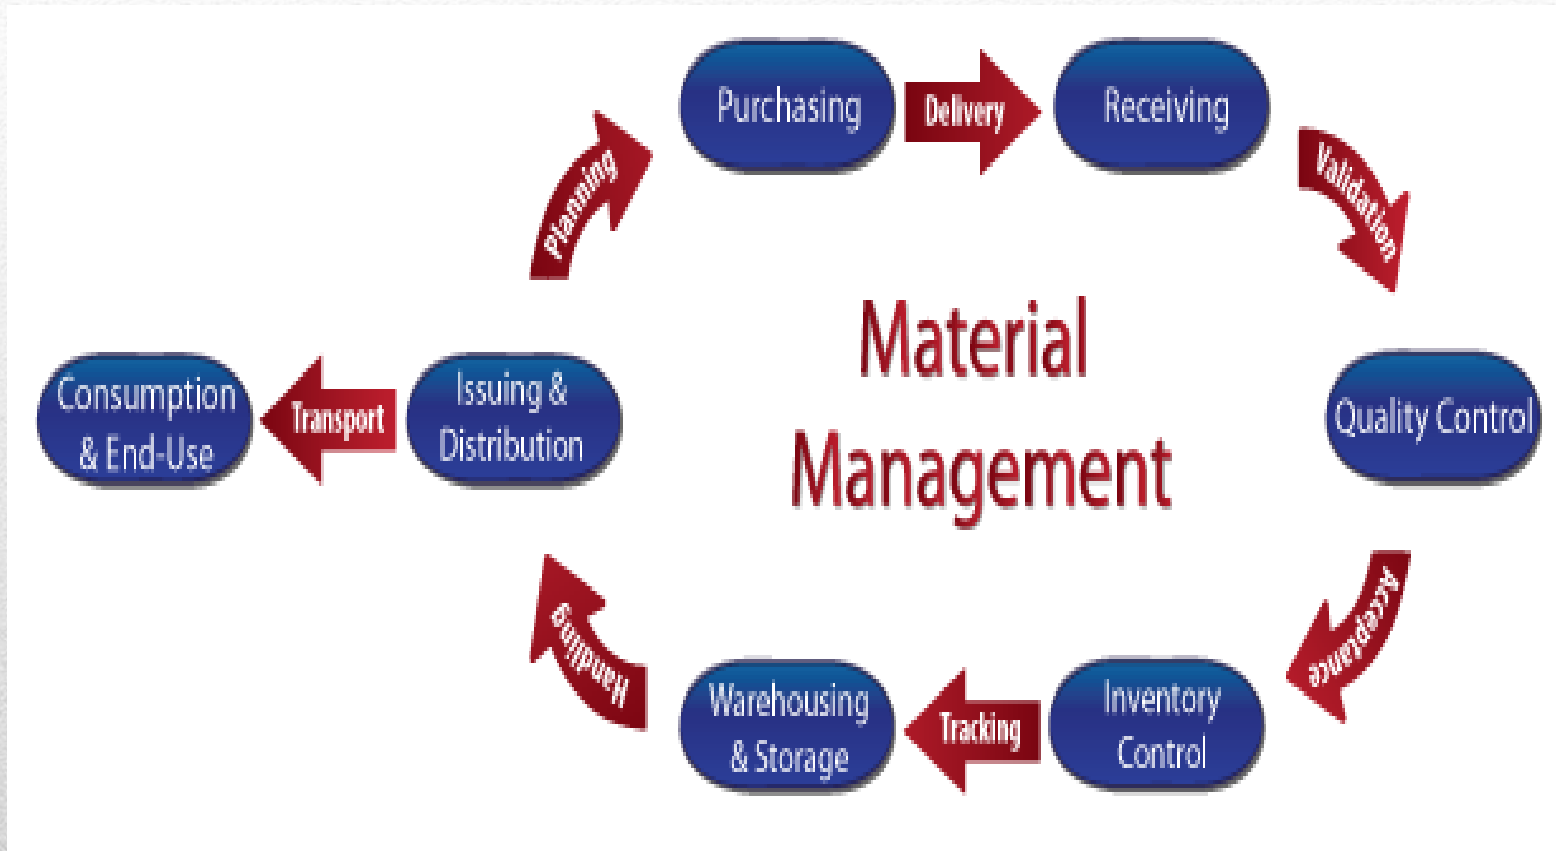 Purchasing
Delivery
Receiving
Planning
Validation
Material
Management
Consumption
& End-Use
Transport
Issuing &
Distribution
Quality Control
Handling
Acceptance
Warehousing
& Storage
Tracking
Inventory
Control